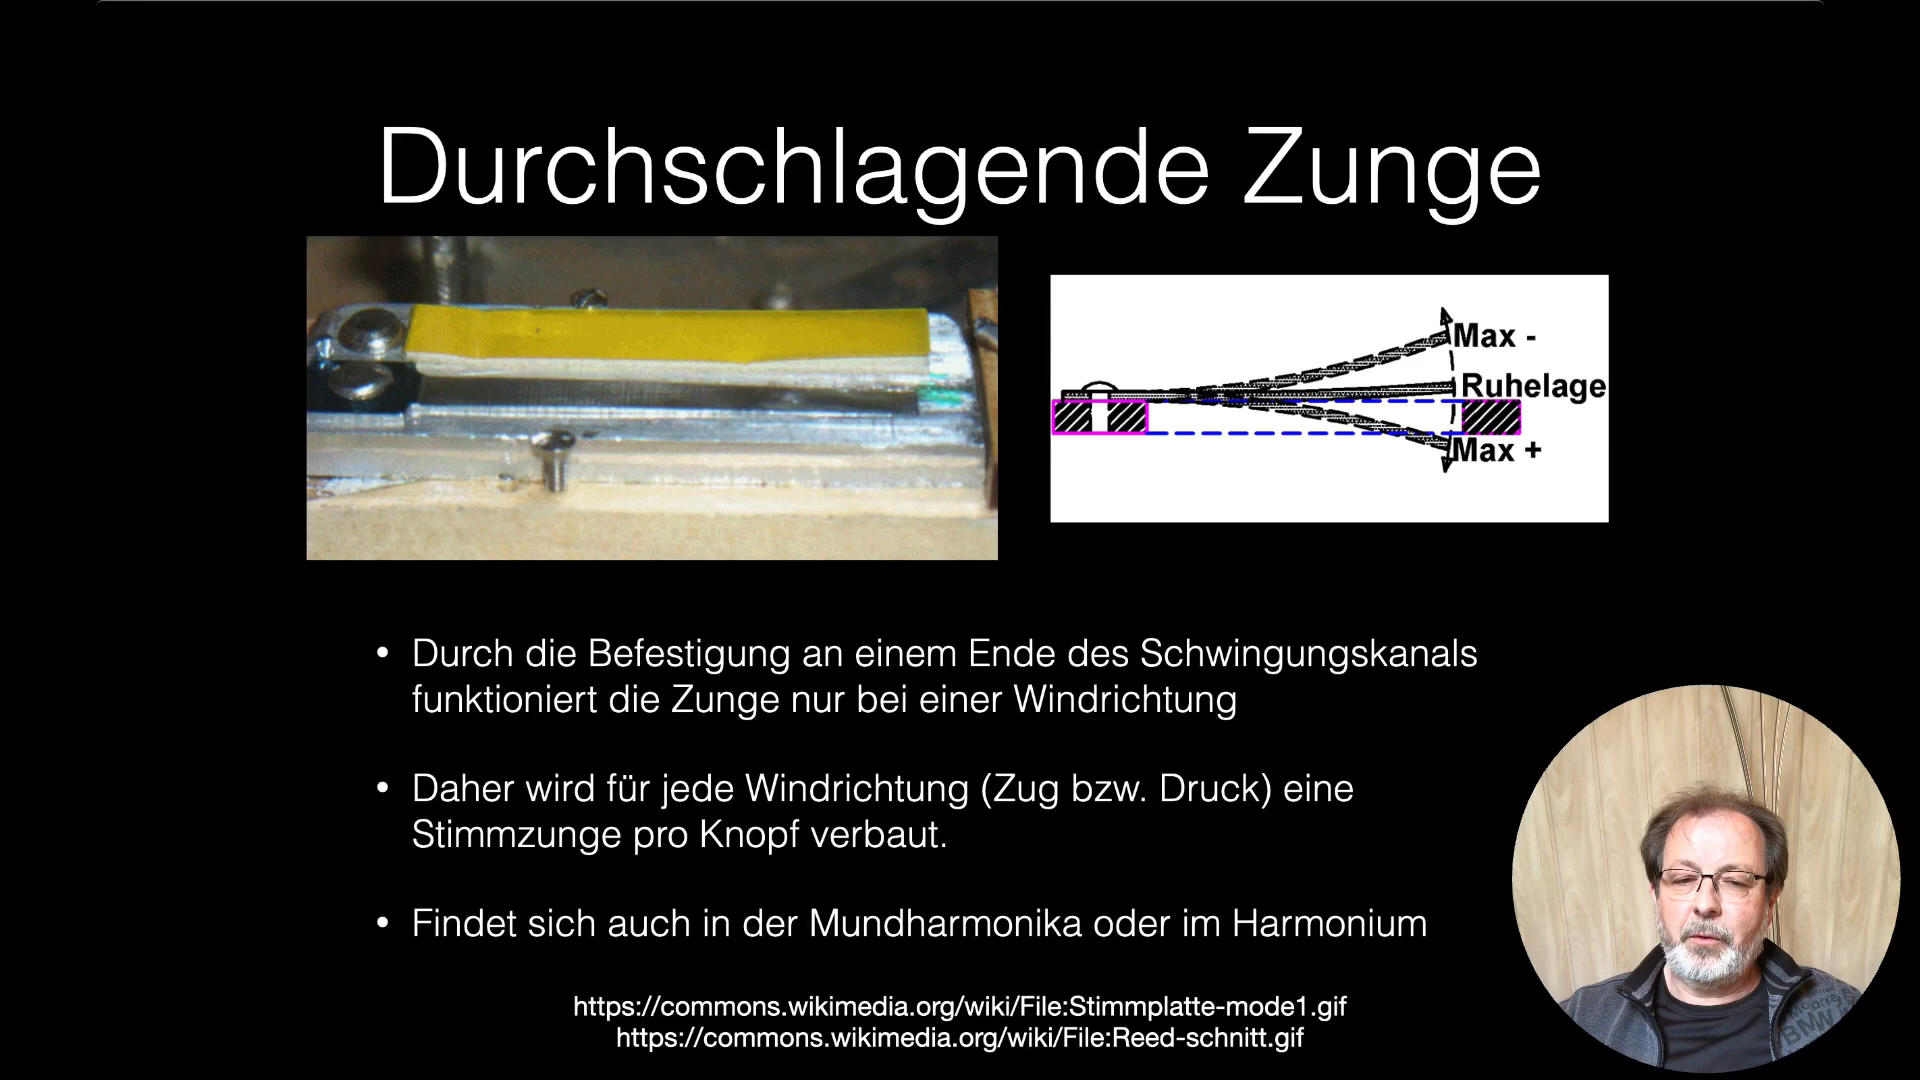 Durchschlagende Zunge
Max -
Ruhelage
Max +
• Durch die Befestigung an einem Ende des Schwingungskanals
funktioniert die Zunge nur bei einer Windrichtung
• Daher wird für jede Windrichtung (Zug bzw. Druck) eine
Stimmzunge pro Knopf verbaut.
• Findet sich auch in der Mundharmonika oder im Harmonium
https://commons.wikimedia.org/wiki/File:Stimmplatte-mode1.gif
https://commons.wikimedia.org/wiki/File:Reed-schnitt.gif
BMW